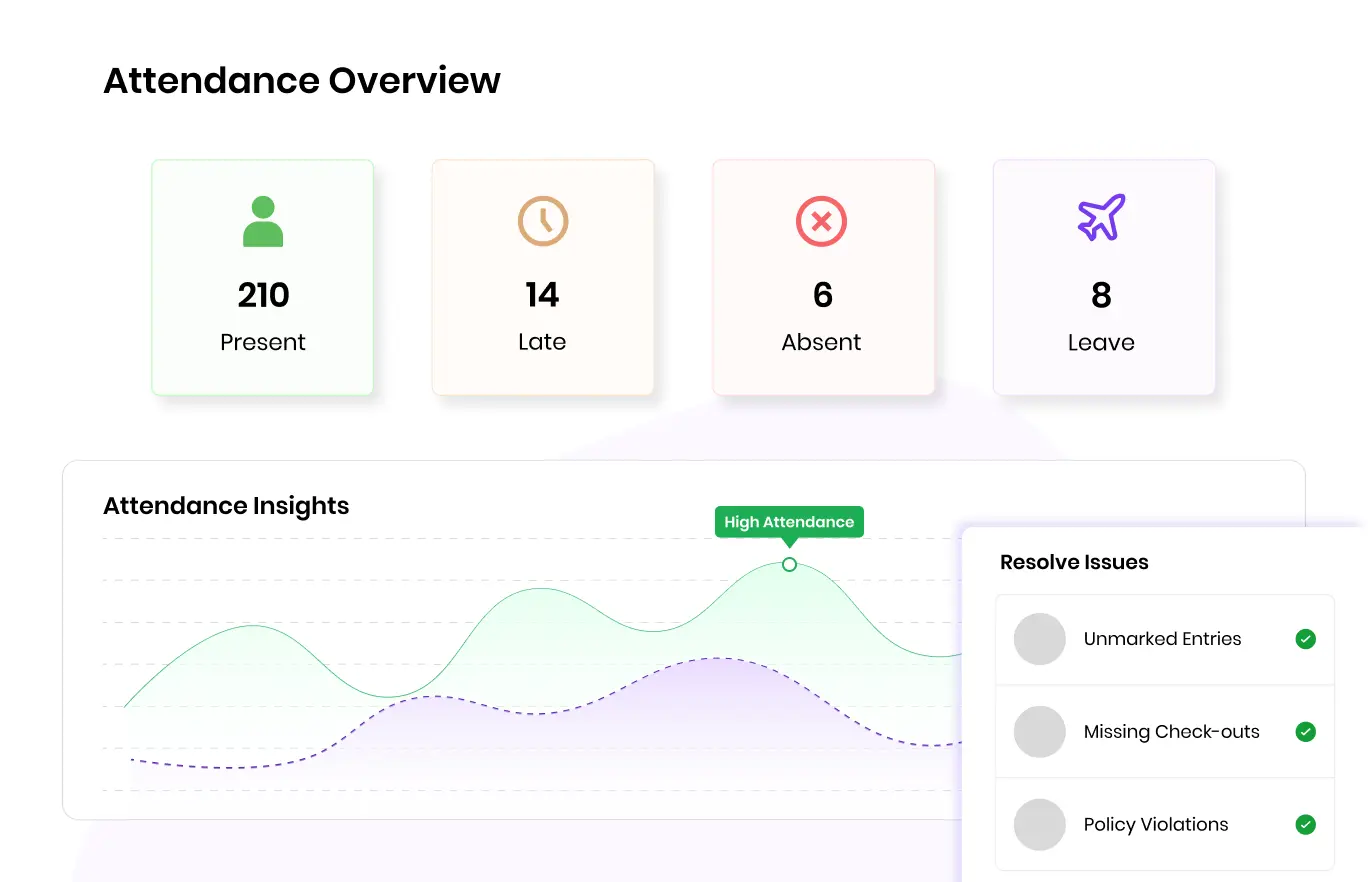 Attendance Overview
210
Present
14
Late
6
Absent
8
Leave
Attendance Insights
High Attendance
Resolve Issues
Unmarked Entries
Missing Check-outs
Policy Violations